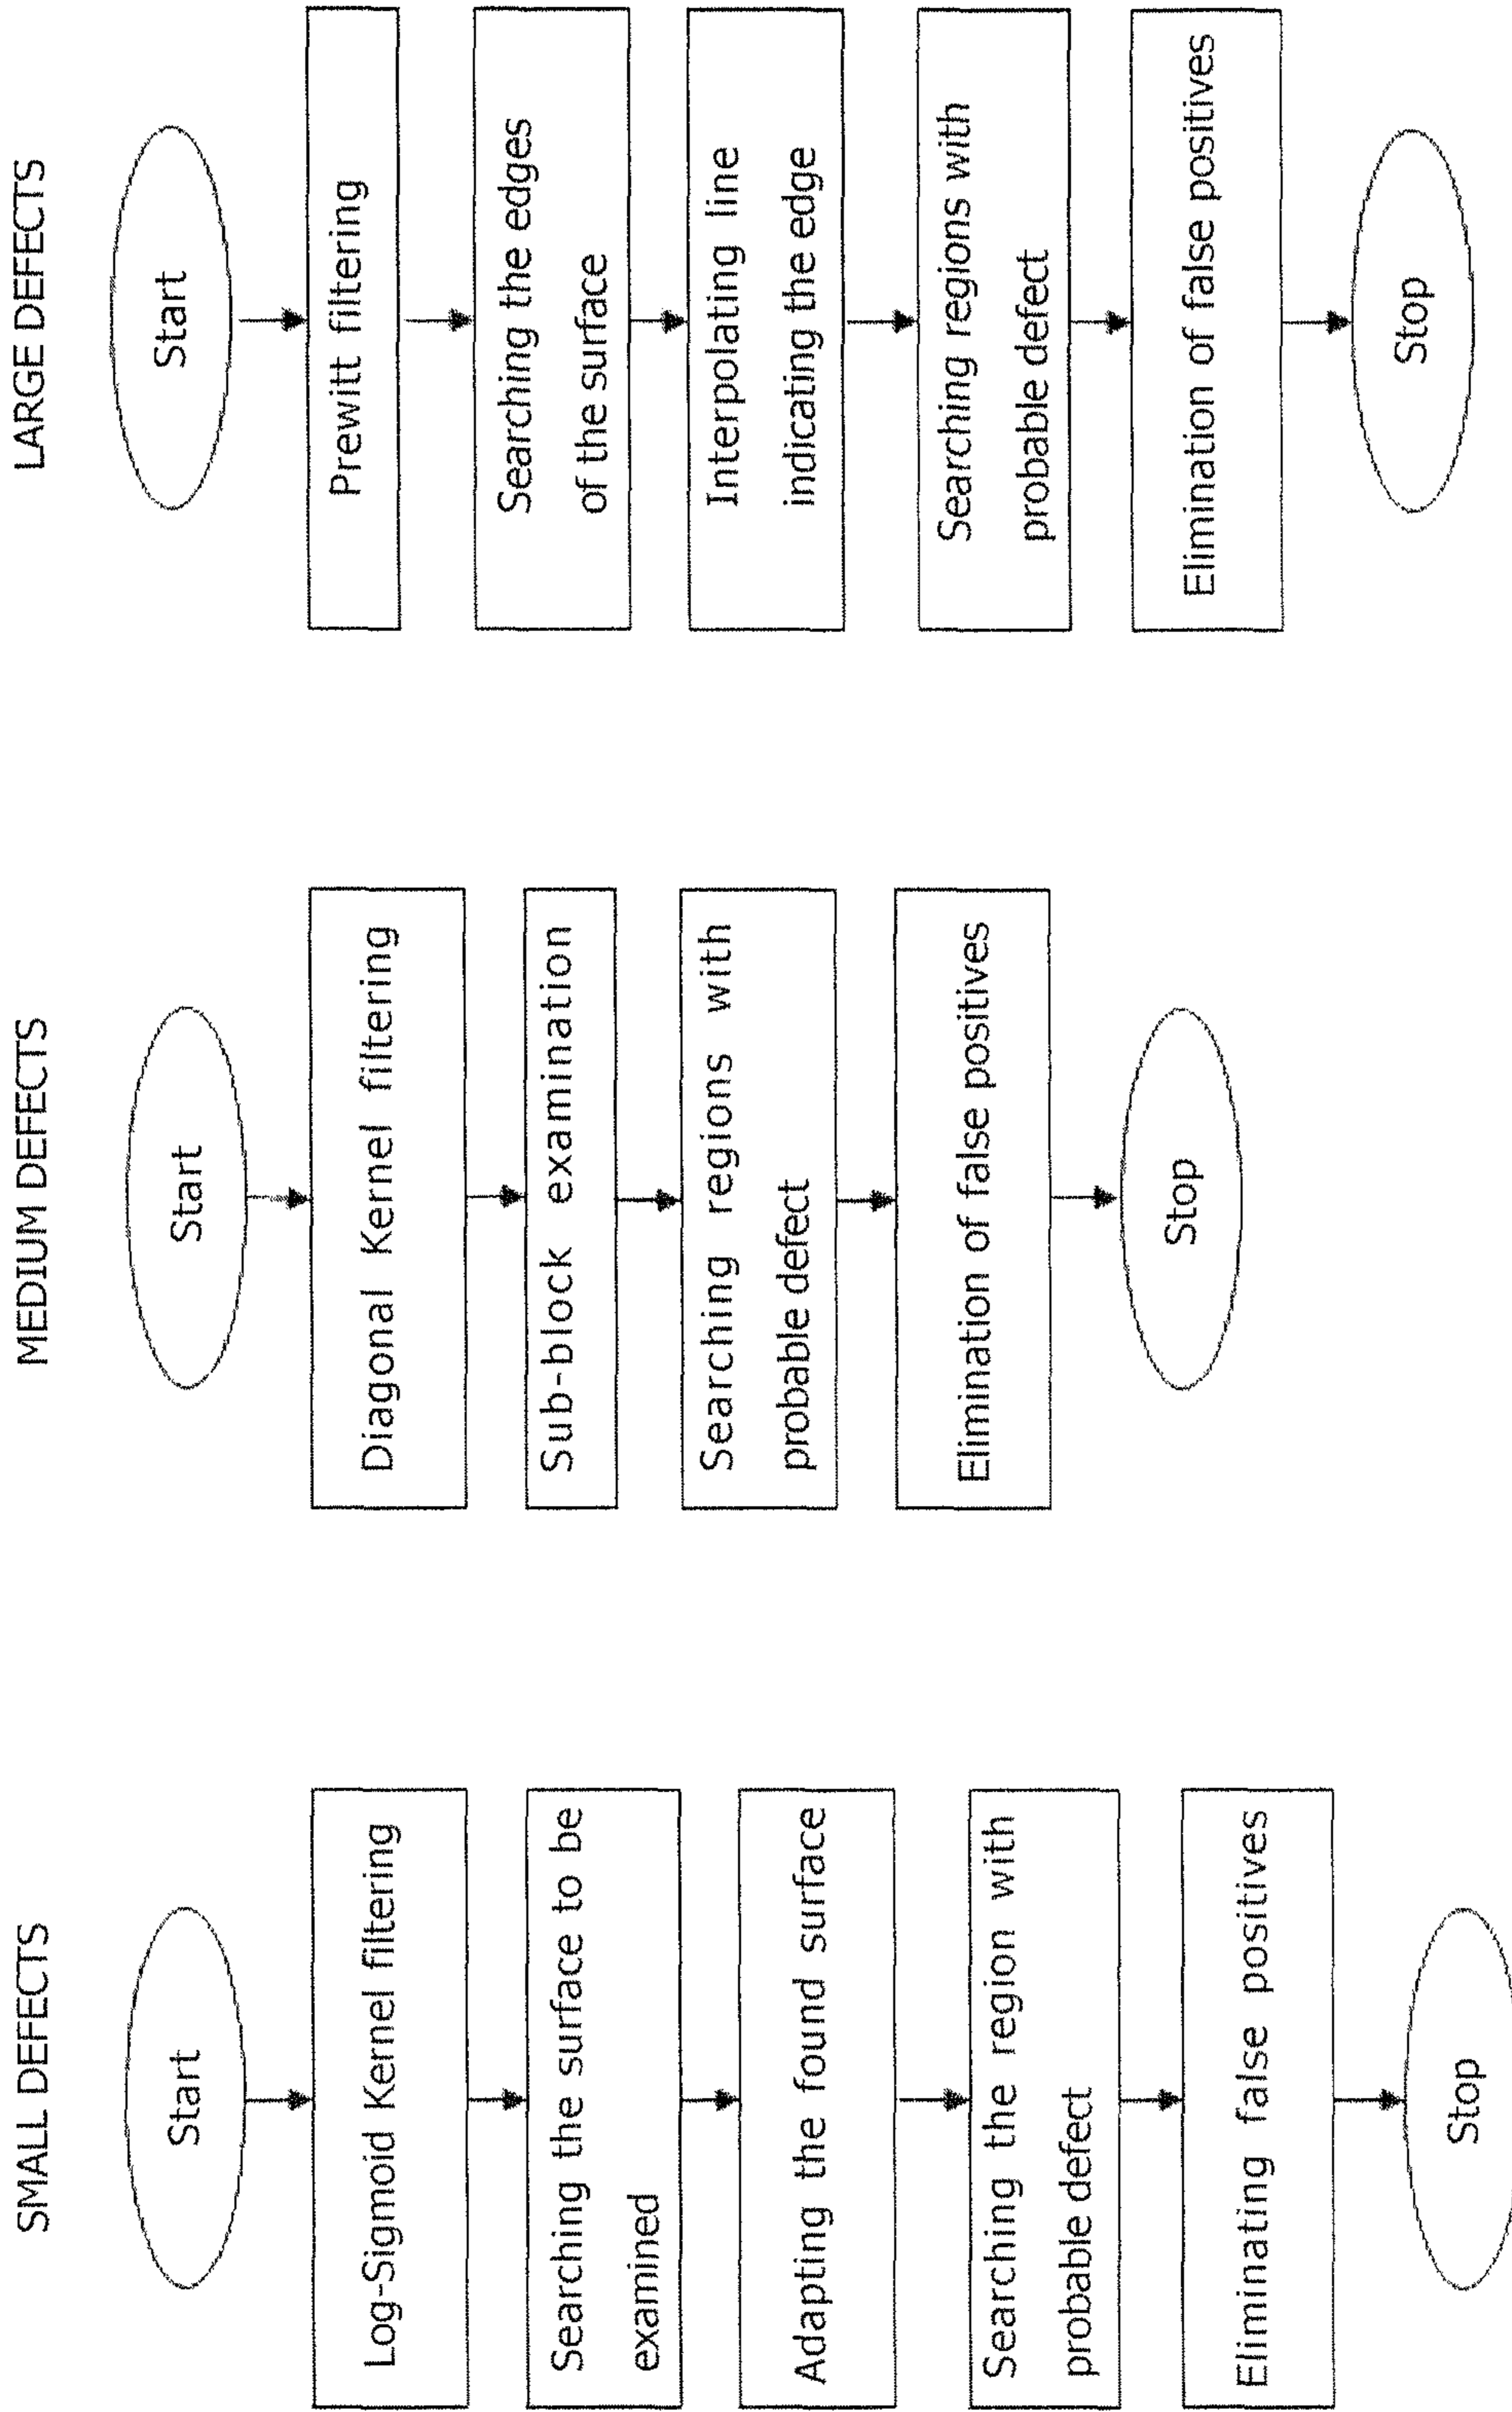 SMALL DEFECTS
Start
Log-Sigmoid Kernel filtering
Searching the surface to be
examined
Adapting the found surface
Searching the region with
probable defect
Eliminating false positives
Stop
MEDIUM DEFECTS
Start
Diagonal Kernel filtering
Sub-block examination
Searching regions with
probable defect
Elimination of false positives
Stop
LARGE DEFECTS
Start
Prewitt filtering
Searching the edges
of the surface
Interpolating line
indicating the edge
Searching regions with
probable defect
Elimination of false positives
Stop